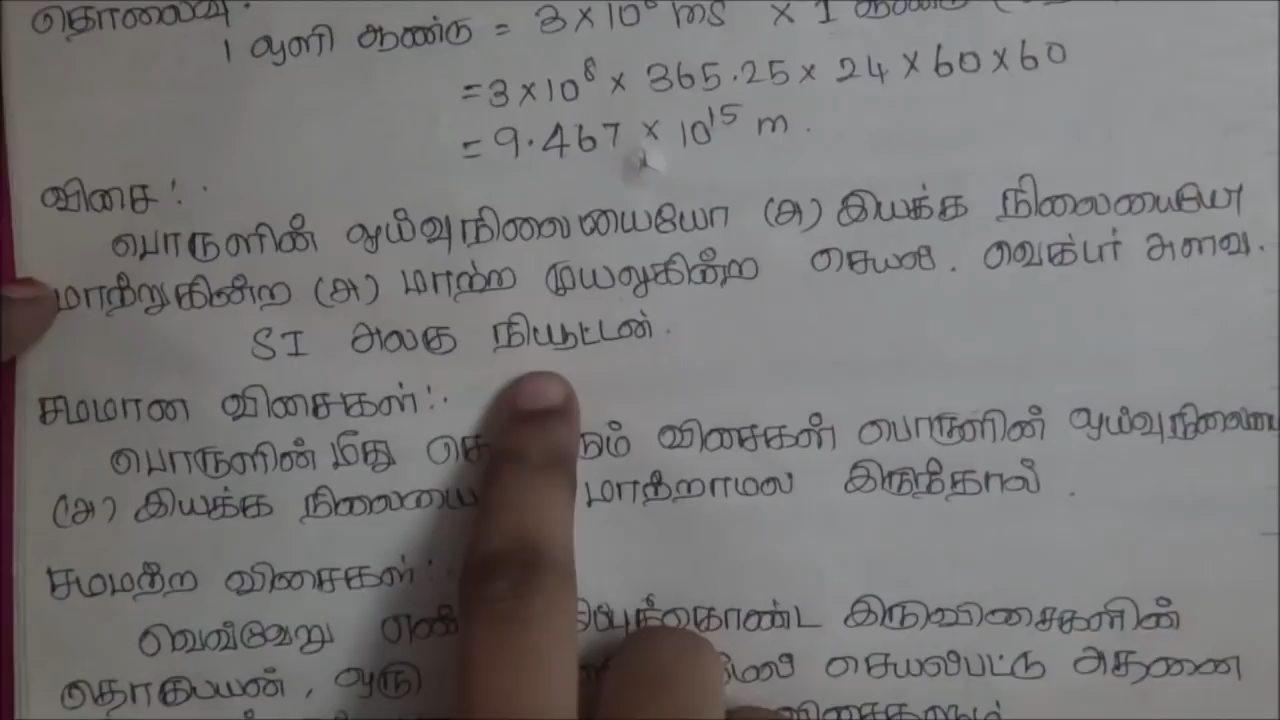 தொலைவு.
1 ஒளி ஆண்டு = 3 × 10⁸ ms × 1 ஆண்டு
= 3 × 10⁸ × 365.25 × 24 × 60 × 60
= 9.467 × 10¹⁵ m.
விசை :.
பொருளின் ஓய்வுநிலையையோ (அ) இயக்க நிலையையோ
மாற்றுகின்ற (அ) மாற்ற முயலுகின்ற செயல். வெக்டர் அளவு.
SI அலகு நியூட்டன்.
சமமான விசைகள் :.
பொருளின் மீது விசைகள் பொருளின் ஓய்வுநிலை
(அ) இயக்க நிலையை மாற்றாமல் இருந்தால்.
சமமற்ற விசைகள் :.
வெவ்வேறு இருவிசைகளின்
தொகுபயன், ஒரு செயல்பட்டு அதனை
விசைகளும்